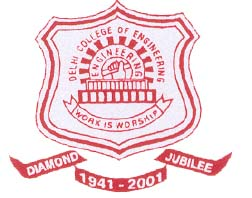 DELHI COLLEGE OF ENGINEERING
ENGINEERING
WORK IS WORSHIP
DIAMOND JUBILEE
1941 - 2001